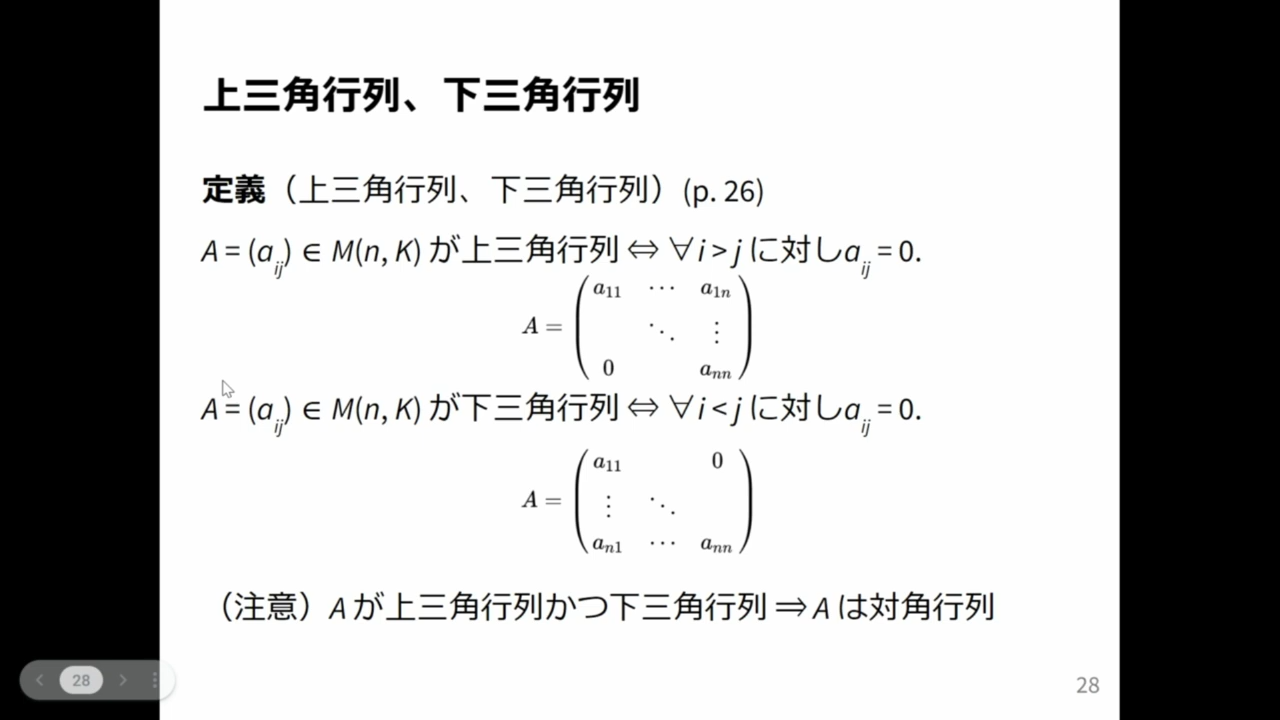 上三角行列、下三角行列
定義（上三角行列、下三角行列）(p. 26)
A = (a_ij) ∈ M(n, K) が上三角行列 ⇔ ∀i > j に対し a_ij = 0.
a_11 ⋯ a_1n
A = ⋱ ⋮
0 a_nn
A = (a_ij) ∈ M(n, K) が下三角行列 ⇔ ∀i < j に対し a_ij = 0.
a_11 0
A = ⋮ ⋱
a_n1 ⋯ a_nn
（注意）A が上三角行列かつ下三角行列 ⇒ A は対角行列
28
28